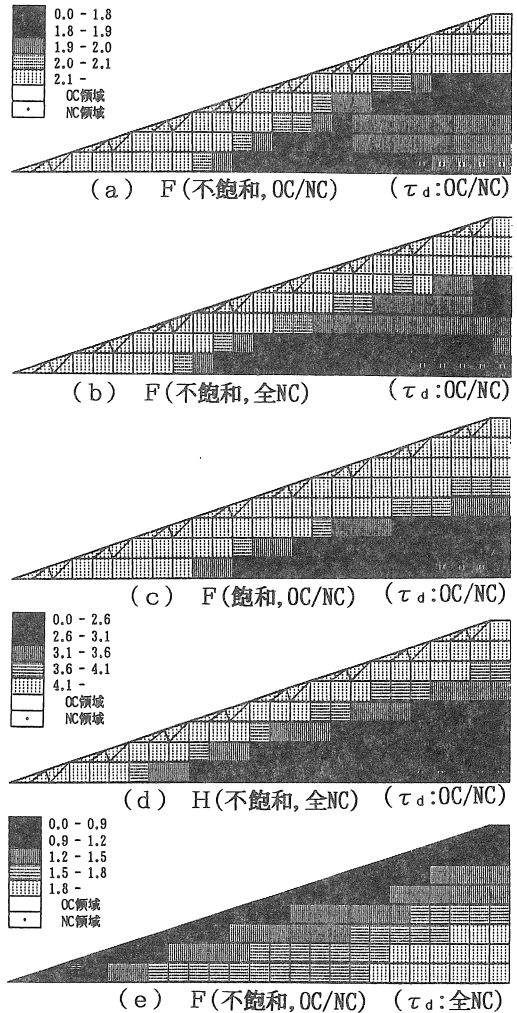 0.0 - 1.8
1.8 - 1.9
1.9 - 2.0
2.0 - 2.1
2.1 -
OC領域
NC領域
(a) F(不飽和,OC/NC) (τd:OC/NC)
(b) F(不飽和,全NC) (τd:OC/NC)
(c) F(飽和,OC/NC) (τd:OC/NC)
0.0 - 2.6
2.6 - 3.1
3.1 - 3.6
3.6 - 4.1
4.1 -
OC領域
NC領域
(d) H(不飽和,全NC) (τd:OC/NC)
0.0 - 0.9
0.9 - 1.2
1.2 - 1.5
1.5 - 1.8
1.8 -
OC領域
NC領域
(e) F(不飽和,OC/NC) (τd:全NC)